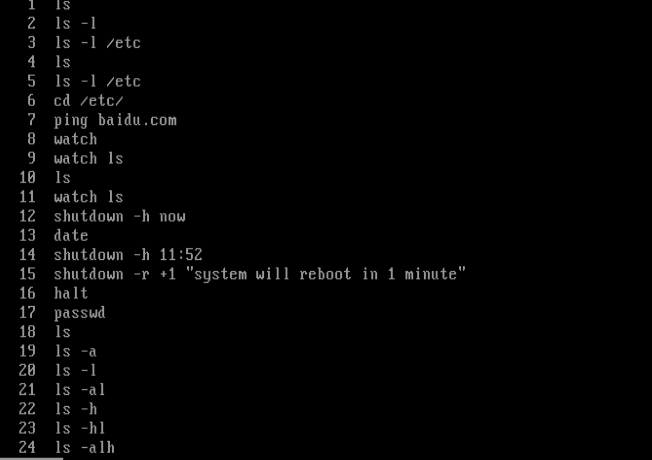 1 ls
2 ls -l
3 ls -l /etc
4 ls
5 ls -l /etc
6 cd /etc/
7 ping baidu.com
8 watch
9 watch ls
10 ls
11 watch ls
12 shutdown -h now
13 date
14 shutdown -h 11:52
15 shutdown -r +1 "system will reboot in 1 minute"
16 halt
17 passwd
18 ls
19 ls -a
20 ls -l
21 ls -al
22 ls -h
23 ls -hl
24 ls -alh